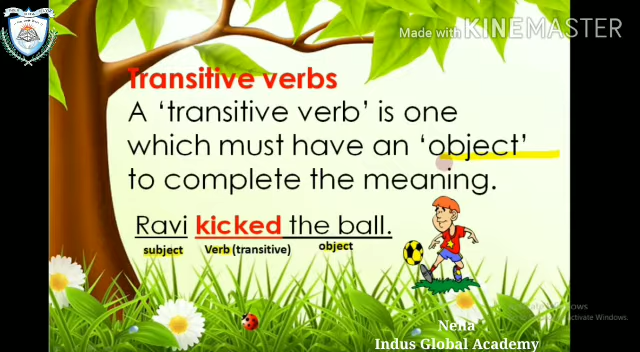 Made with KINEMASTER
Transitive verbs
A ‘transitive verb’ is one
which must have an ‘object’
to complete the meaning.
Ravi kicked the ball.
subject Verb (transitive) object
Neha
Indus Global Academy